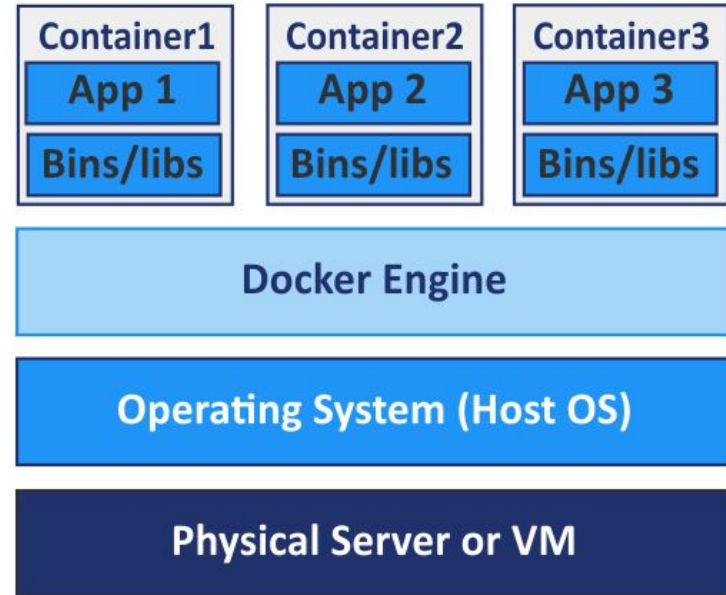 Container1
App 1
Bins/libs
Container2
App 2
Bins/libs
Container3
App 3
Bins/libs
Docker Engine
Operating System (Host OS)
Physical Server or VM